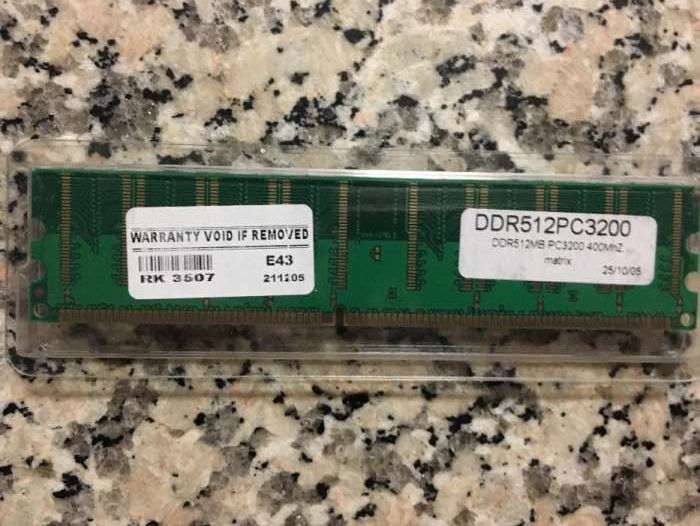 WARRANTY VOID IF REMOVED
E43
RK 3507
211205
DDR512PC3200
DDR512MB PC3200 400MhZ
matrix
25/10/05